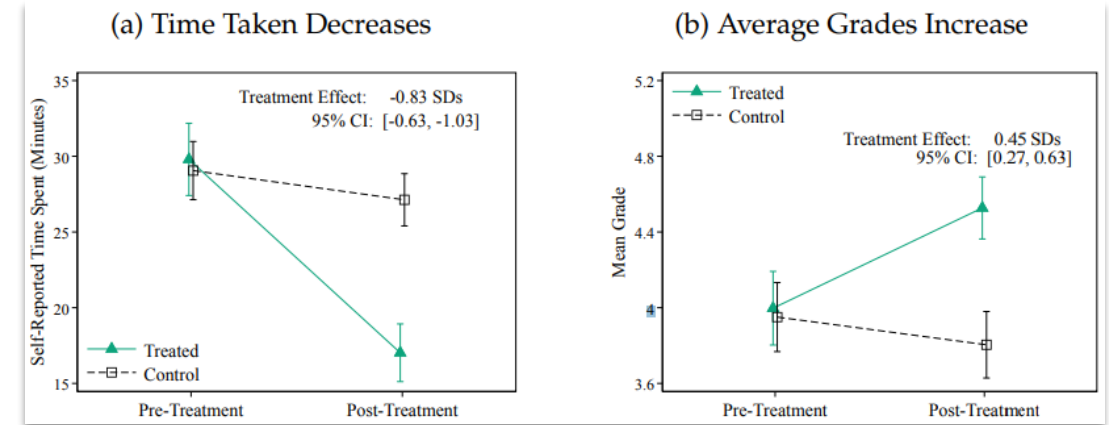 (a) Time Taken Decreases
35
30
25
20
15
Self-Reported Time Spent (Minutes)
Treatment Effect: -0.83 SDs
95% CI: [-0.63, -1.03]
Treated
Control
Pre-Treatment
Post-Treatment
(b) Average Grades Increase
5.2
4.8
4.4
4
3.6
Mean Grade
Treated
Control
Treatment Effect: 0.45 SDs
95% CI: [0.27, 0.63]
Pre-Treatment
Post-Treatment